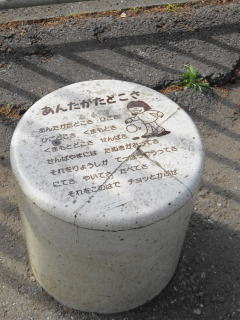 あんたがたどこさ
あんたがたどこさ ひごさ
ひごどこさ くまもとさ
くまもとどこさ せんばさ
せんばやまには たぬきがおってさ
それをりょうしが てっぽうでうってさ
にてさ やいてさ たべてさ
それをこのはで チョッとかぶせ